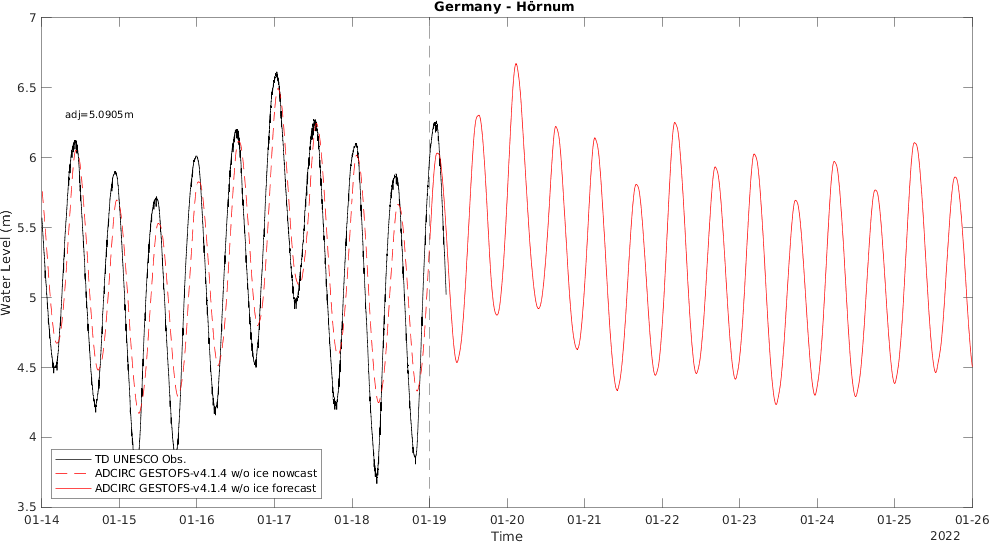 Germany - Hörnum
7
6.5
6
5.5
5
4.5
4
3.5
Water Level (m)
adj=5.0905m
TD UNESCO Obs.
ADCIRC GESTOFS-v4.1.4 w/o ice nowcast
ADCIRC GESTOFS-v4.1.4 w/o ice forecast
01-14 01-15 01-16 01-17 01-18 01-19 01-20 01-21 01-22 01-23 01-24 01-25 01-26
Time
2022